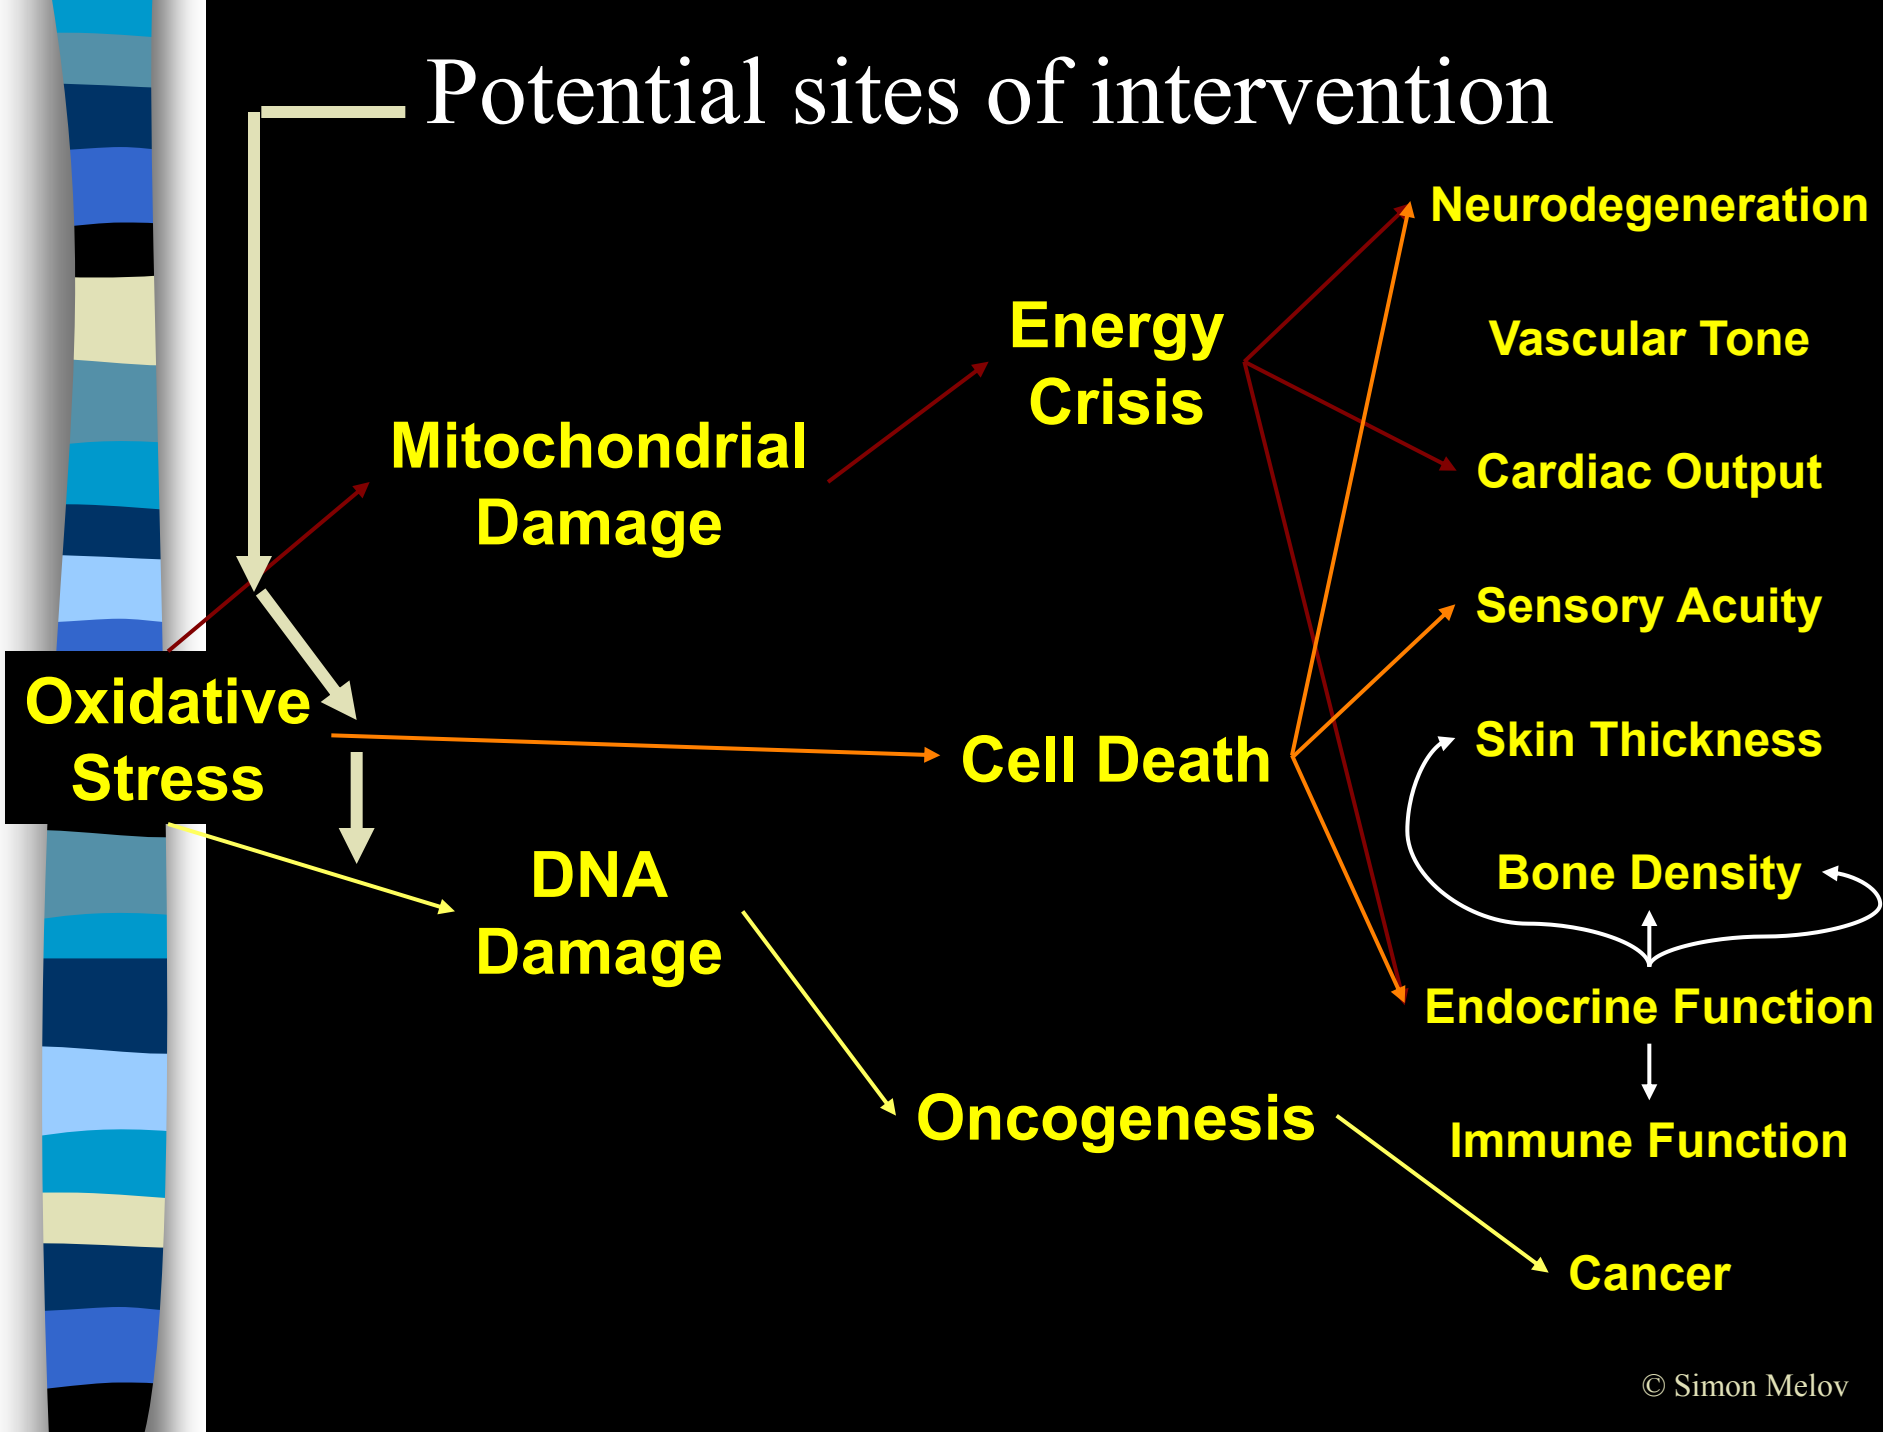 Potential sites of intervention
Neurodegeneration
Energy
Crisis
Vascular Tone
Mitochondrial
Damage
Cardiac Output
Sensory Acuity
Oxidative
Stress
Cell Death
Skin Thickness
DNA
Damage
Bone Density
Endocrine Function
Oncogenesis
Immune Function
Cancer
© Simon Melov